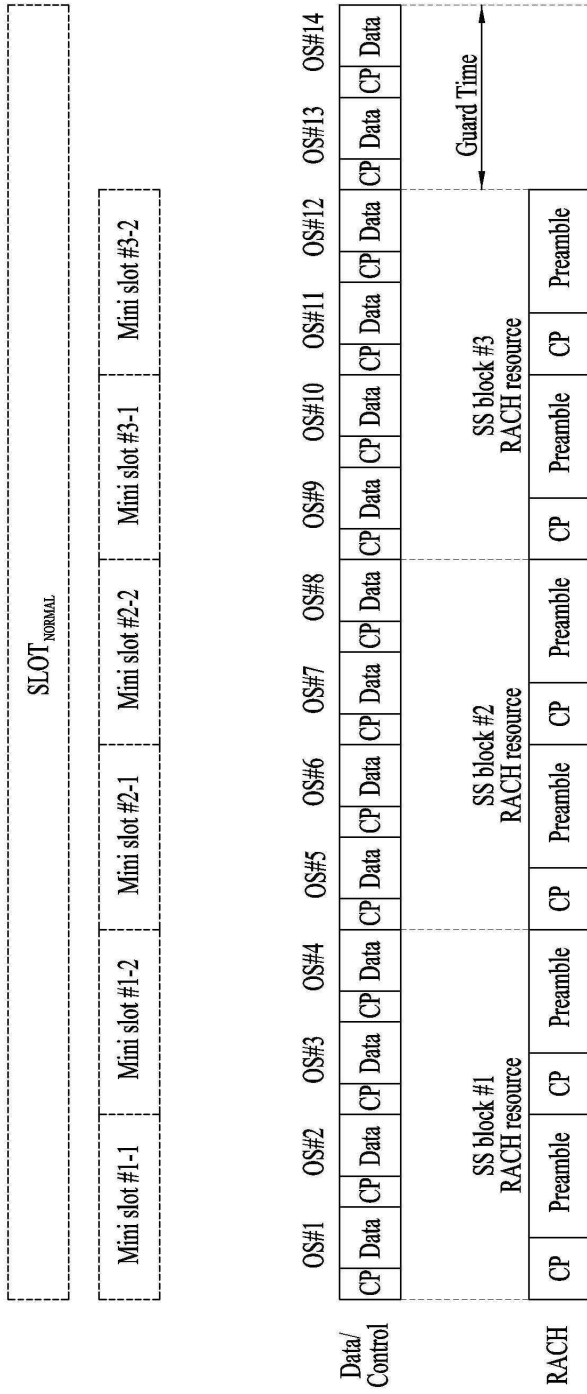 SLOT NORMAL
Mini slot #1-1 Mini slot #1-2 Mini slot #2-1 Mini slot #2-2 Mini slot #3-1 Mini slot #3-2
OS#1 OS#2 OS#3 OS#4 OS#5 OS#6 OS#7 OS#8 OS#9 OS#10 OS#11 OS#12 OS#13 OS#14
Data/
Control
CP Data CP Data CP Data CP Data CP Data CP Data CP Data CP Data CP Data CP Data CP Data CP Data CP Data CP Data
SS block #1
RACH resource
SS block #2
RACH resource
SS block #3
RACH resource
Guard Time
RACH
CP Preamble CP Preamble CP Preamble CP Preamble CP Preamble CP Preamble